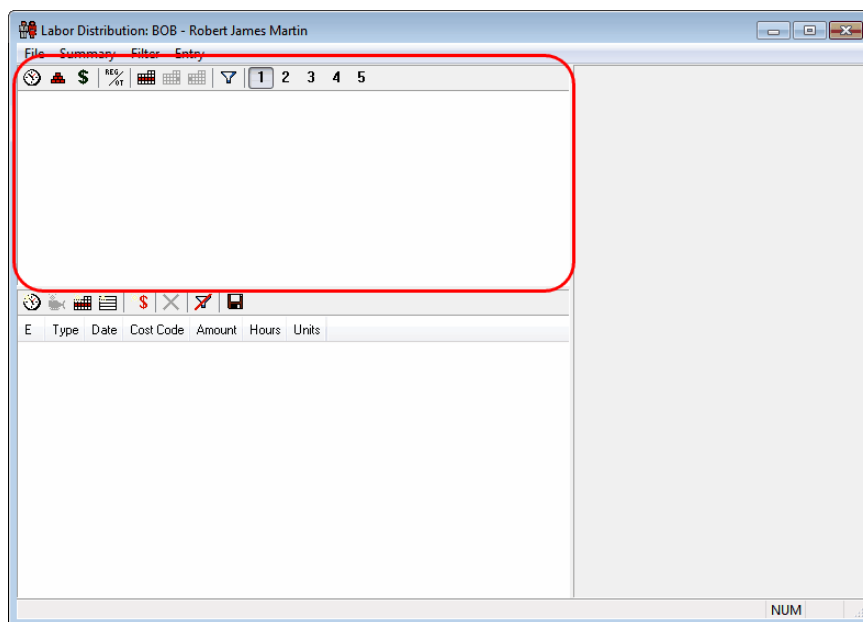 Labor Distribution: BOB - Robert James Martin
File Summary Filter Entry
$ REG/OT 1 2 3 4 5
$
E Type Date Cost Code Amount Hours Units
NUM